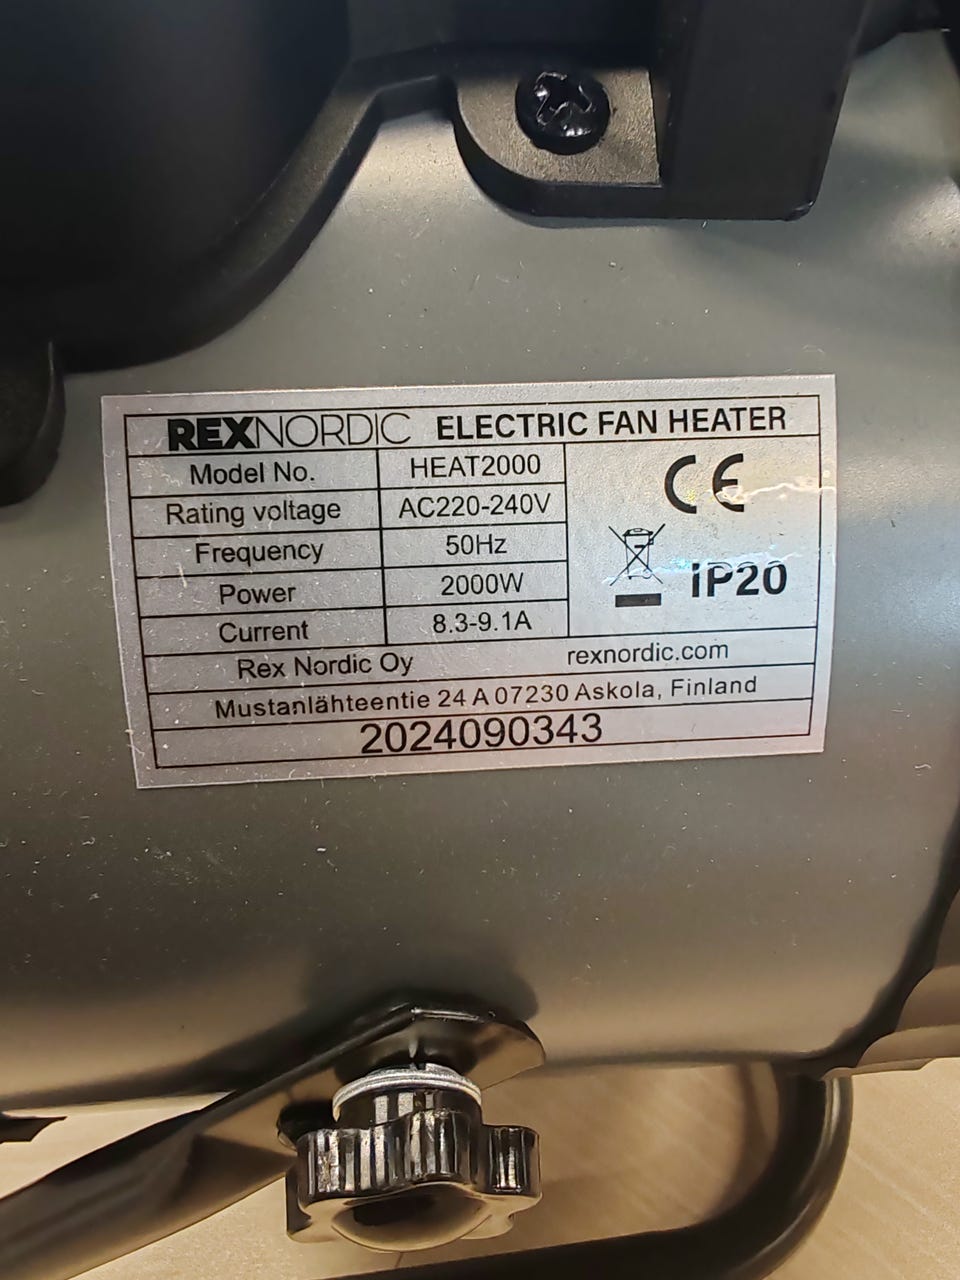 REXNORDIC ELECTRIC FAN HEATER
Model No. HEAT2000
Rating voltage AC220-240V
Frequency 50Hz
Power 2000W
Current 8.3-9.1A
CE
IP20
Rex Nordic Oy rexnordic.com
Mustanlähteentie 24 A 07230 Askola, Finland
2024090343